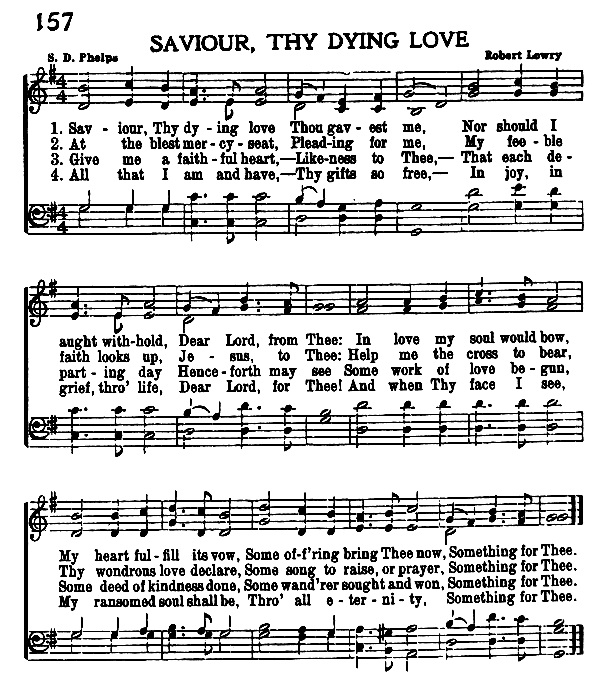 157
SAVIOUR, THY DYING LOVE
S. D. Phelps Robert Lowry
1. Sav - iour, Thy dy - ing love Thou gav - est me, Nor should I
2. At the blest mer - cy - seat, Plead - ing for me, My fee - ble
3. Give me a faith - ful heart,—Like-ness to Thee,— That each de -
4. All that I am and have,—Thy gifts so free,— In joy, in
aught with-hold, Dear Lord, from Thee: In love my soul would bow,
faith looks up, Je - sus, to Thee: Help me the cross to bear,
part - ing day Hence-forth may see Some work of love be - gun,
grief, thro' life, Dear Lord, for Thee! And when Thy face I see,
My heart ful - fill its vow, Some of-f'ring bring Thee now, Something for Thee.
Thy wondrous love declare, Some song to raise, or prayer, Something for Thee.
Some deed of kindness done, Some wand'rer sought and won, Something for Thee.
My ransomed soul shall be, Thro' all e - ter - ni - ty, Something for Thee.